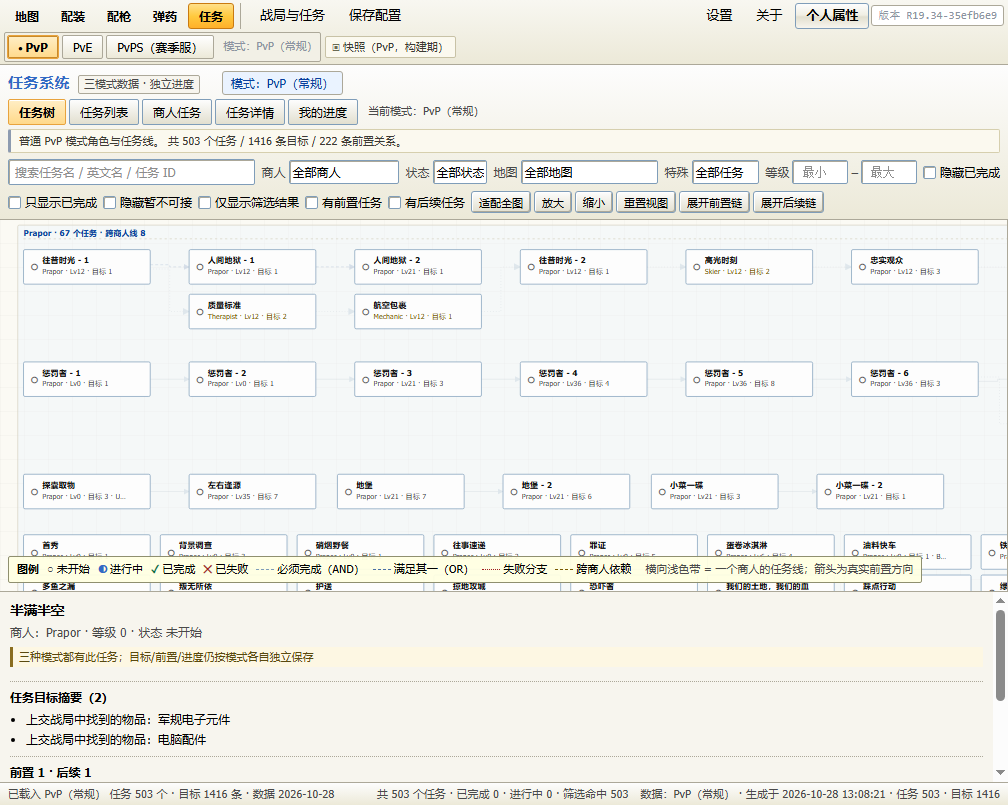 地图 配装 配枪 弹药 任务 战局与任务 保存配置 设置 关于 个人属性 版本 R19.34-35efb6e9
• PvP PvE PvPS（赛季服） 模式：PvP（常规） 快照（PvP，构建期）
任务系统 三模式数据 · 独立进度 模式：PvP（常规）
任务树 任务列表 商人任务 任务详情 我的进度 当前模式：PvP（常规）
普通 PvP 模式角色与任务线。 共 503 个任务 / 1416 条目标 / 222 条前置关系。
搜索任务名 / 英文名 / 任务 ID 商人 全部商人 状态 全部状态 地图 全部地图 特殊 全部任务 等级 最小 – 最大 隐藏已完成
只显示已完成 隐藏暂不可接 仅显示筛选结果 有前置任务 有后续任务 适配全图 放大 缩小 重置视图 展开前置链 展开后续链
Prapor · 67 个任务 · 跨商人线 8
往昔时光 - 1 人间地狱 - 1 人间地狱 - 2 往昔时光 - 2 高光时刻 忠实观众
Prapor · Lv12 · 目标 1 Prapor · Lv12 · 目标 1 Prapor · Lv21 · 目标 1 Prapor · Lv12 · 目标 1 Skier · Lv12 · 目标 2 Prapor · Lv12 · 目标 3
质量标准 航空包裹
Therapist · Lv12 · 目标 2 Mechanic · Lv12 · 目标 1
惩罚者 - 1 惩罚者 - 2 惩罚者 - 3 惩罚者 - 4 惩罚者 - 5 惩罚者 - 6
Prapor · Lv0 · 目标 1 Prapor · Lv0 · 目标 1 Prapor · Lv21 · 目标 3 Prapor · Lv36 · 目标 4 Prapor · Lv36 · 目标 8 Prapor · Lv36 · 目标 3
探囊取物 左右逢源 地堡 地堡 - 2 小菜一碟 小菜一碟 - 2
Prapor · Lv0 · 目标 3 · U... Prapor · Lv35 · 目标 7 Prapor · Lv21 · 目标 7 Prapor · Lv21 · 目标 6 Prapor · Lv21 · 目标 3 Prapor · Lv21 · 目标 1
首秀 背景调查 硝烟野餐 往事速递 罪证 蛋卷冰淇淋 油料快车
图例 未开始 进行中 已完成 已失败 必须完成（AND） 满足其一（OR） 失败分支 跨商人依赖 横向浅色带 = 一个商人的任务线；箭头为真实前置方向
半满半空
商人：Prapor · 等级 0 · 状态 未开始
三种模式都有此任务；目标/前置/进度仍按模式各自独立保存
任务目标摘要（2）
• 上交战局中找到的物品：军规电子元件
• 上交战局中找到的物品：电脑配件
前置 1 · 后续 1
已载入 PvP（常规） 任务 503 个 · 目标 1416 条 · 数据 2026-10-28 共 503 个任务 · 已完成 0 · 进行中 0 · 筛选命中 503 数据：PvP（常规） · 生成于 2026-10-28 13:08:21 · 任务 503 · 目标 1416